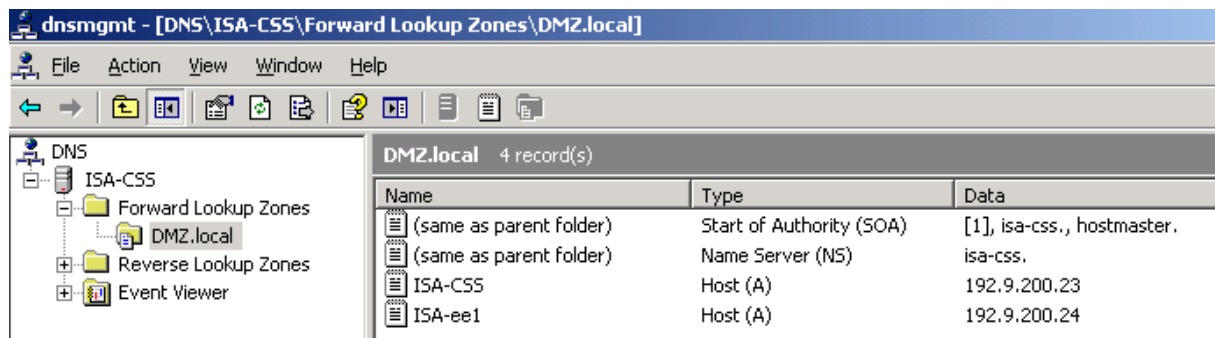 dnsmgmt - [DNS\ISA-CSS\Forward Lookup Zones\DMZ.local]
File Action View Window Help
DNS
ISA-CSS
Forward Lookup Zones
DMZ.local
Reverse Lookup Zones
Event Viewer
DMZ.local 4 record(s)
Name Type Data
(same as parent folder) Start of Authority (SOA) [1], isa-css., hostmaster.
(same as parent folder) Name Server (NS) isa-css.
ISA-CSS Host (A) 192.9.200.23
ISA-ee1 Host (A) 192.9.200.24